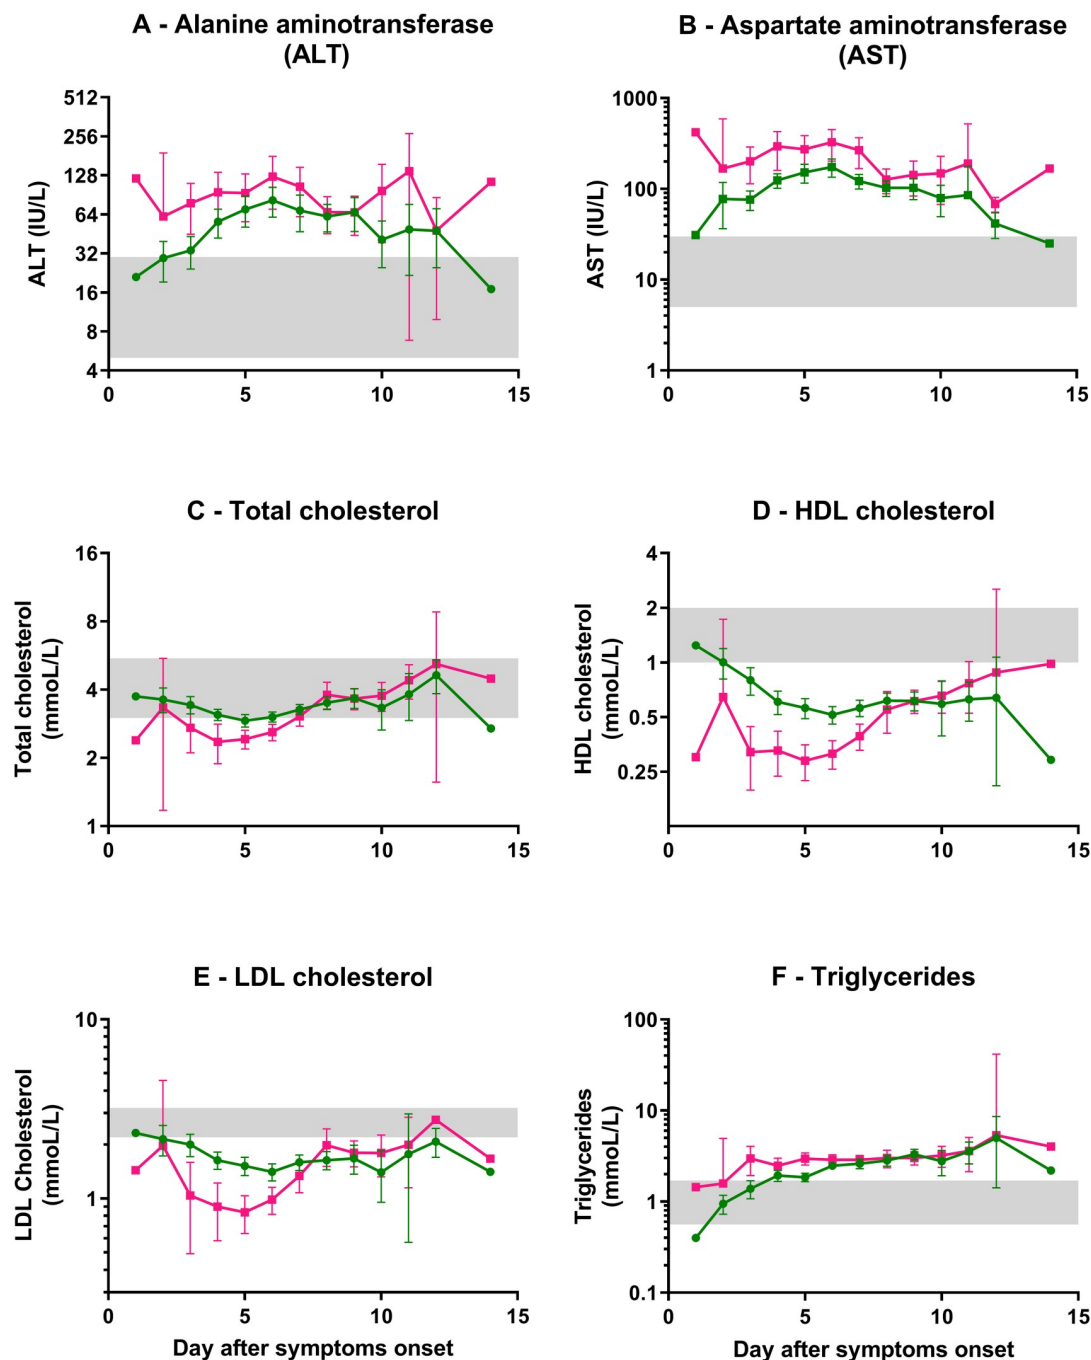 A - Alanine aminotransferase
(ALT)
512
256
128
64
32
16
8
4
ALT (IU/L)
0 5 10 15
B - Aspartate aminotransferase
(AST)
1000
100
10
1
AST (IU/L)
0 5 10 15
C - Total cholesterol
16
8
4
2
1
Total cholesterol
(mmoL/L)
0 5 10 15
D - HDL cholesterol
4
2
1
0.5
0.25
HDL cholesterol
(mmoL/L)
0 5 10 15
E - LDL cholesterol
10
1
LDL Cholesterol
(mmoL/L)
0 5 10 15
Day after symptoms onset
F - Triglycerides
100
10
1
0.1
Triglycerides
(mmoL/L)
0 5 10 15
Day after symptoms onset